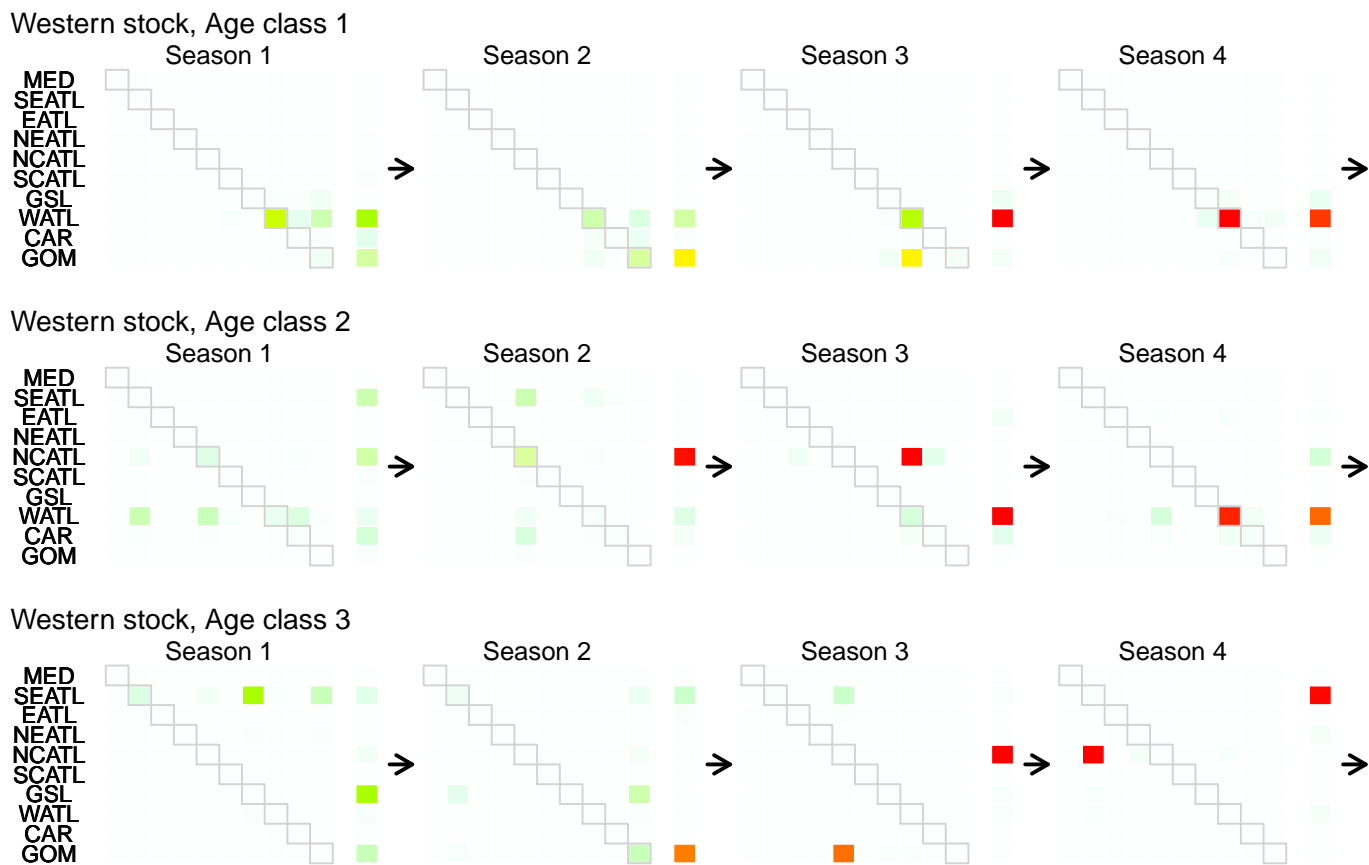 Western stock, Age class 1
Season 1 Season 2 Season 3 Season 4
MED
SEATL
EATL
NEATL
NCATL
SCATL
GSL
WATL
CAR
GOM
Western stock, Age class 2
Season 1 Season 2 Season 3 Season 4
MED
SEATL
EATL
NEATL
NCATL
SCATL
GSL
WATL
CAR
GOM
Western stock, Age class 3
Season 1 Season 2 Season 3 Season 4
MED
SEATL
EATL
NEATL
NCATL
SCATL
GSL
WATL
CAR
GOM